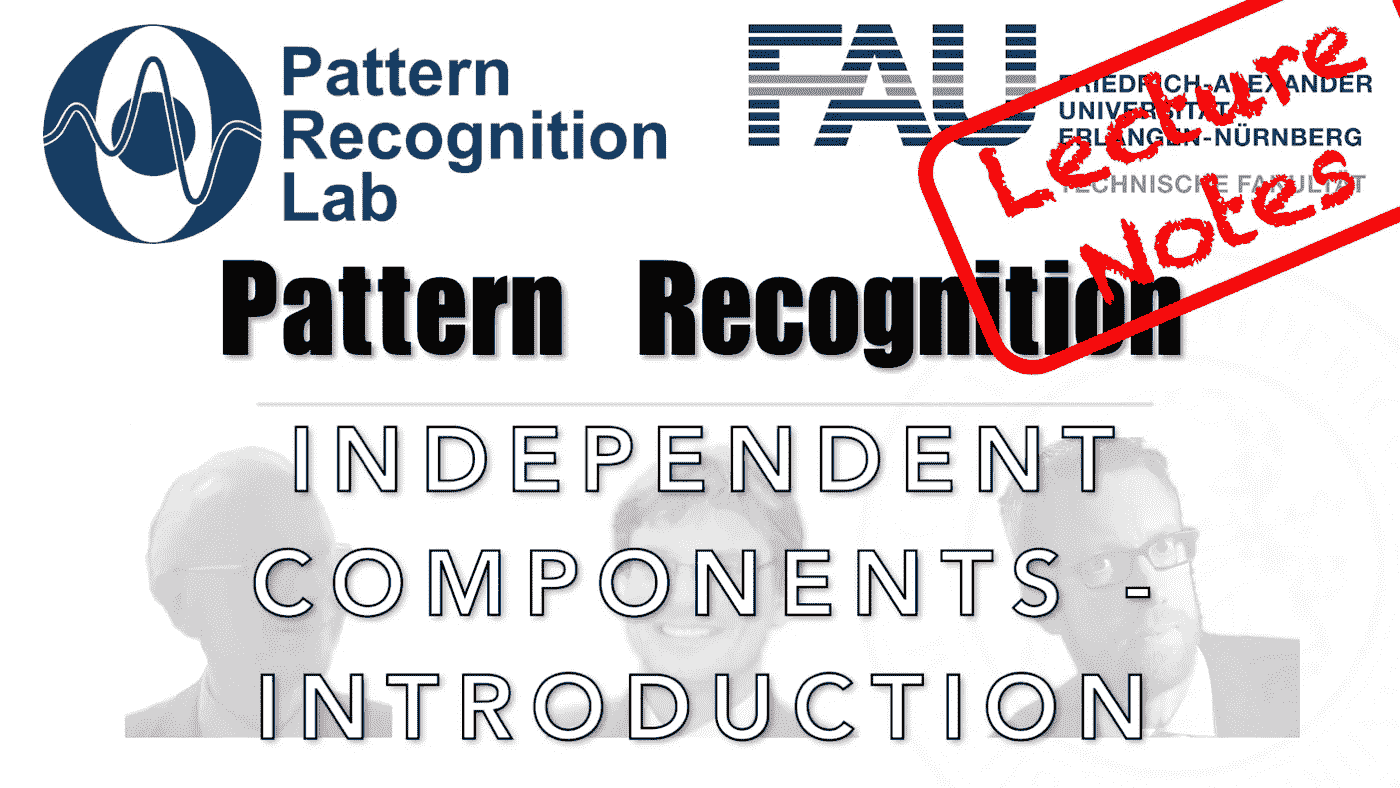 Pattern
Recognition
Lab
FAU
FRIEDRICH-ALEXANDER
UNIVERSITÄT
ERLANGEN-NÜRNBERG
TECHNISCHE FAKULTÄT
Lecture
Notes
Pattern Recognition
INDEPENDENT
COMPONENTS -
INTRODUCTION